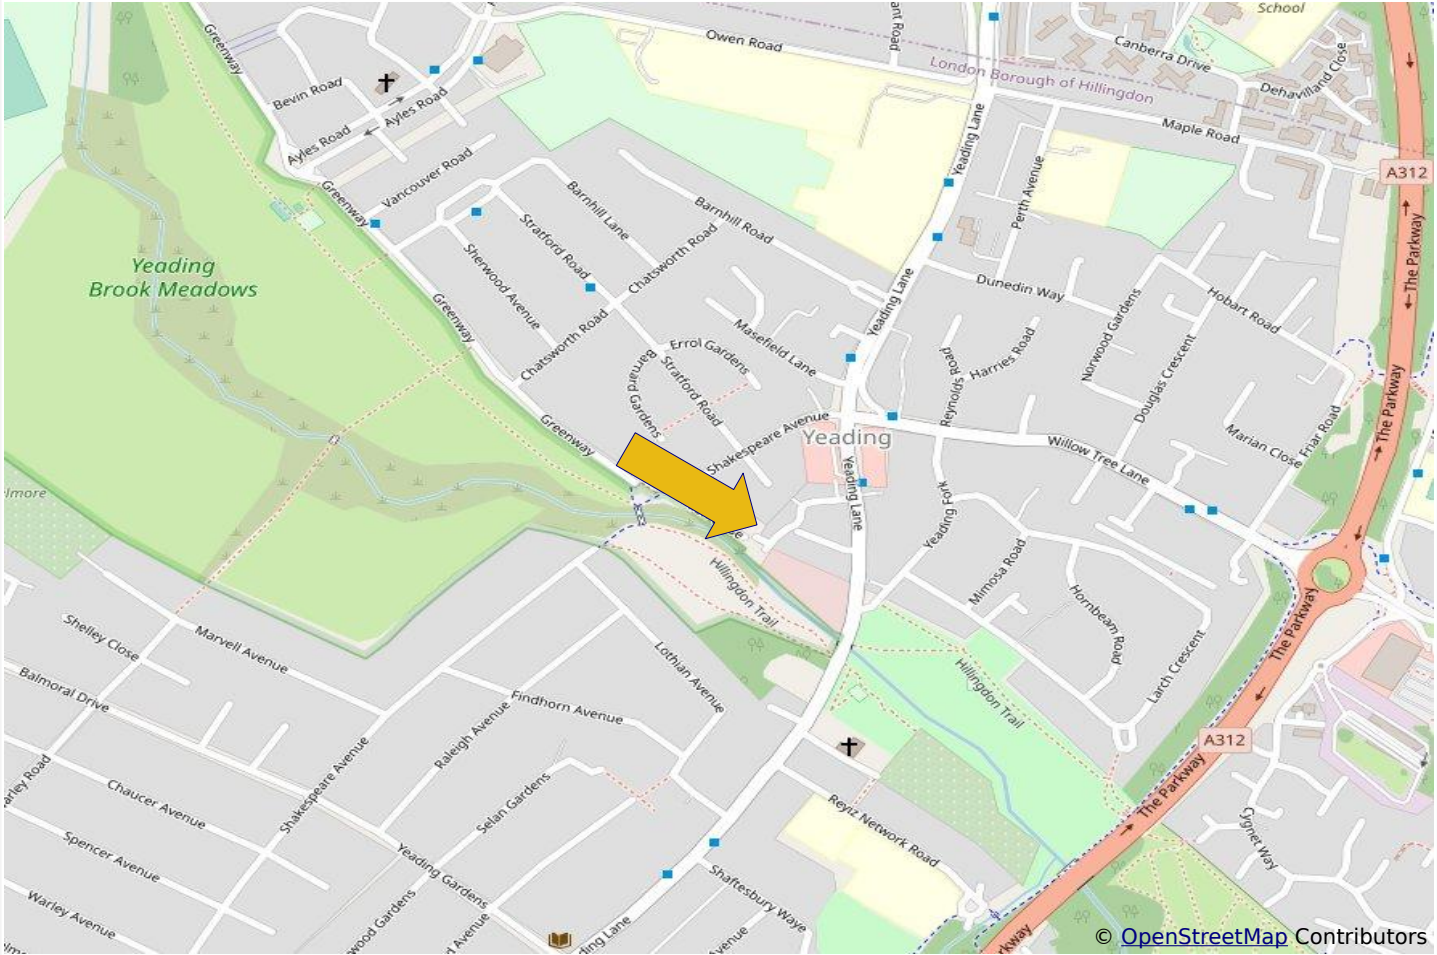 School
Greenway
Owen Road
Canberra Drive
London Borough of Hillingdon
Dehavilland Close
Bevin Road
Ayles Road
Ayles Road
Maple Road
Yeading Lane
A312
Vancouver Road
Greenway
Perth Avenue
Barnhill Lane
Barnhill Road
Stratford Road
Chatsworth Road
The Parkway
Sherwood Avenue
Yeading
Brook Meadows
Dunedin Way
Hobart Road
Norwood Gardens
Yeading Lane
Greenway
Chatsworth Road
Masefield Lane
Errol Gardens
Barnard Gardens
Stratford Road
Reynolds Road
Harries Road
Douglas Crescent
The Parkway
Greenway
Shakespeare Avenue
Yeading
Willow Tree Lane
Marian Close
Friar Road
Yeading Lane
Yeading Fork
Mimosa Road
Hillingdon Trail
Hornbeam Road
Larch Crescent
The Parkway
Shelley Close
Marvell Avenue
Lothian Avenue
Hillingdon Trail
Balmoral Drive
Findhorn Avenue
Raleigh Avenue
A312
Shakespeare Avenue
Selan Gardens
The Parkway
Chaucer Avenue
Reyiz Network Road
Cygnet Way
Spencer Avenue
Yeading Gardens
Shaftesbury Waye
Warley Avenue
© OpenStreetMap Contributors